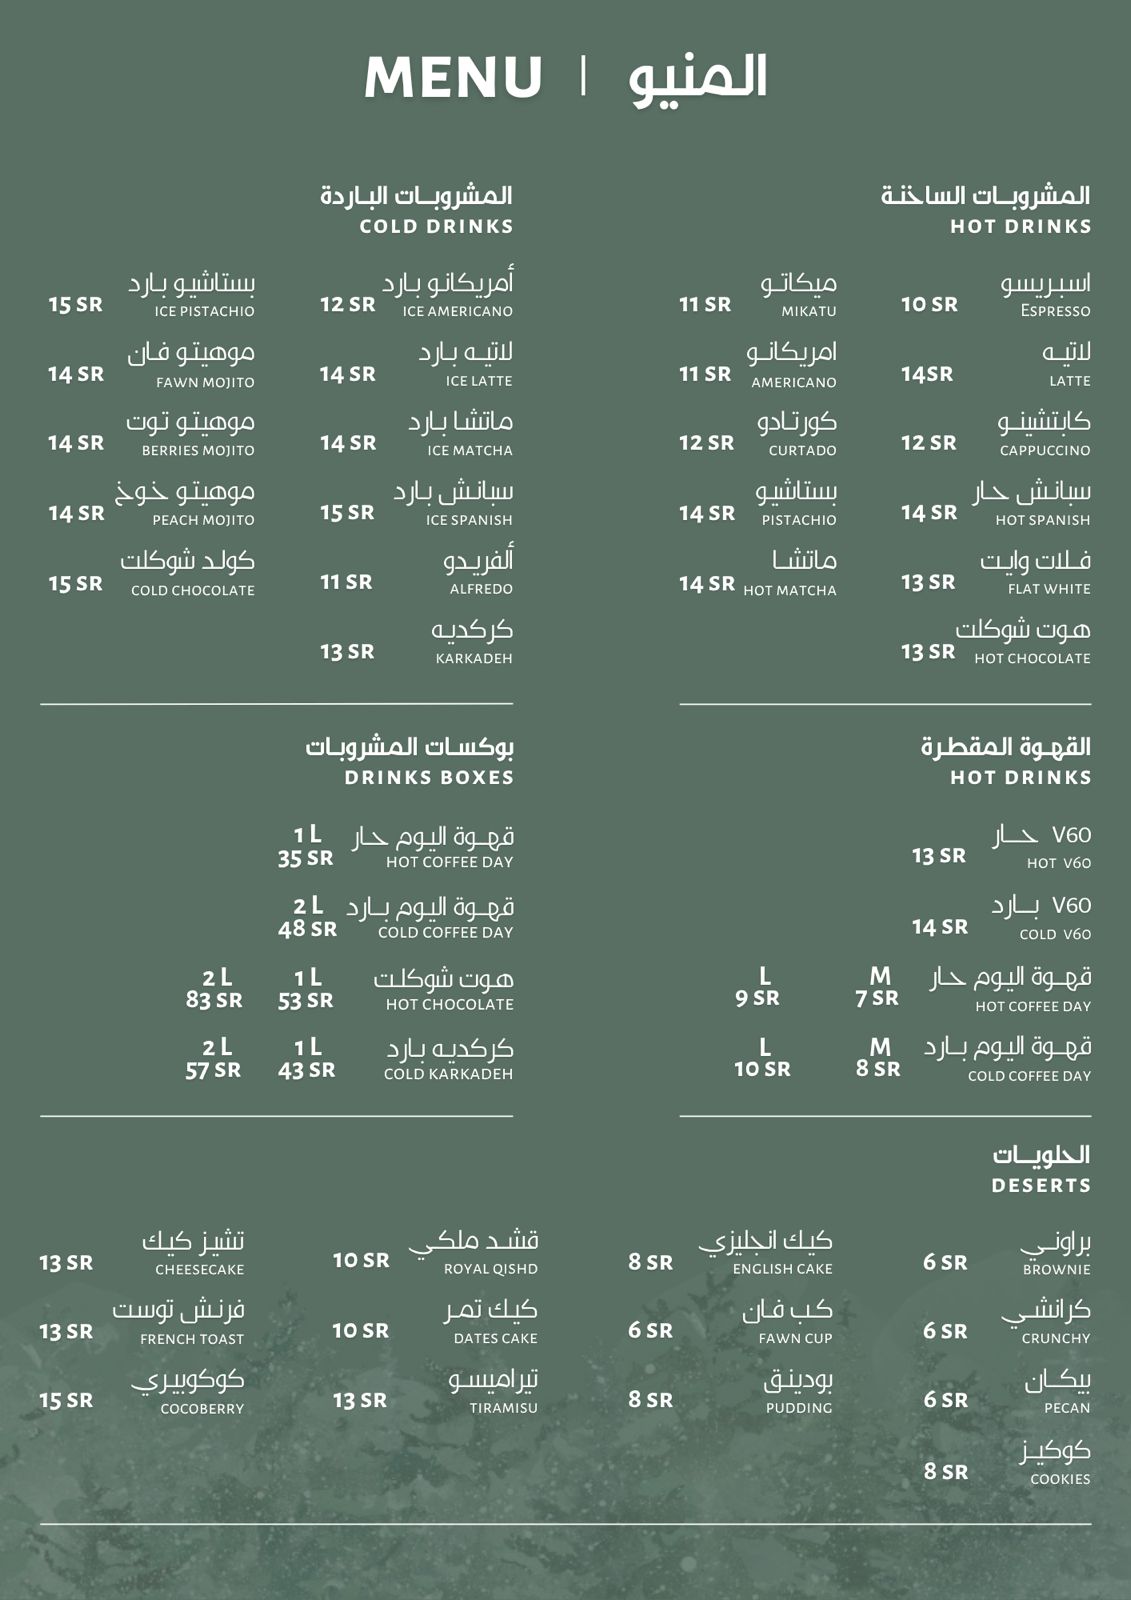 المنيو | MENU
المشروبات الساخنة
HOT DRINKS
اسبريسو
ESPRESSO
10 SR
ميكاتو
MIKATU
11 SR
لاتيه
LATTE
14SR
امريكانو
AMERICANO
11 SR
كابتشينو
CAPPUCCINO
12 SR
كورتادو
CURTADO
12 SR
سبانش حار
HOT SPANISH
14 SR
بستاشيو
PISTACHIO
14 SR
فلات وايت
FLAT WHITE
13 SR
ماتشا
HOT MATCHA
14 SR
هوت شوكلت
HOT CHOCOLATE
13 SR
المشروبات الباردة
COLD DRINKS
أمريكانو بارد
ICE AMERICANO
12 SR
بستاشيو بارد
ICE PISTACHIO
15 SR
لاتيه بارد
ICE LATTE
14 SR
موهيتو فان
FAWN MOJITO
14 SR
ماتشا بارد
ICE MATCHA
14 SR
موهيتو توت
BERRIES MOJITO
14 SR
سبانش بارد
ICE SPANISH
15 SR
موهيتو خوخ
PEACH MOJITO
14 SR
ألفريدو
ALFREDO
11 SR
كولد شوكلت
COLD CHOCOLATE
15 SR
كركديه
KARKADEH
13 SR
القهوة المقطرة
HOT DRINKS
V60 حار
HOT V60
13 SR
V60 بارد
COLD V60
14 SR
قهوة اليوم حار
HOT COFFEE DAY
M
7 SR
L
9 SR
قهوة اليوم بارد
COLD COFFEE DAY
M
8 SR
L
10 SR
بوكسات المشروبات
DRINKS BOXES
قهوة اليوم حار
HOT COFFEE DAY
1 L
35 SR
قهوة اليوم بارد
COLD COFFEE DAY
2 L
48 SR
هوت شوكلت
HOT CHOCOLATE
1 L
53 SR
2 L
83 SR
كركديه بارد
COLD KARKADEH
1 L
43 SR
2 L
57 SR
الحلويات
DESERTS
براوني
BROWNIE
6 SR
كيك انجليزي
ENGLISH CAKE
8 SR
قشد ملكي
ROYAL QISHD
10 SR
تشيز كيك
CHEESECAKE
13 SR
كرانشي
CRUNCHY
6 SR
كب فان
FAWN CUP
6 SR
كيك تمر
DATES CAKE
10 SR
فرنش توست
FRENCH TOAST
13 SR
بيكان
PECAN
6 SR
بودينق
PUDDING
8 SR
تيراميسو
TIRAMISU
13 SR
كوكوبيري
COCOBERRY
15 SR
كوكيز
COOKIES
8 SR